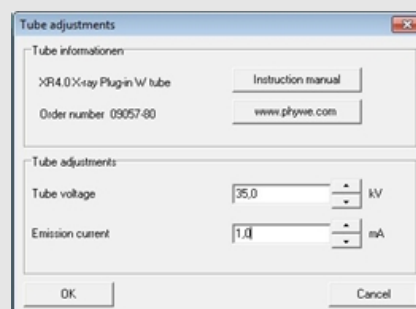 Tube adjustments
Tube informationen
XR4.0 X-ray Plug-in W tube
Instruction manual
Order number 09057-80
www.phywe.com
Tube adjustments
Tube voltage 35,0 kV
Emission current 1,0 mA
OK Cancel